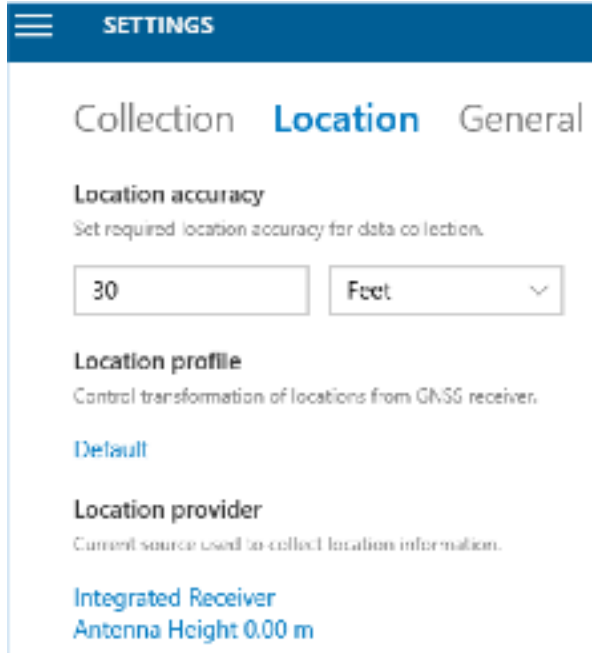 SETTINGS
Collection Location General
Location accuracy
Set required location accuracy for data collection.
30 Feet
Location profile
Control transformation of locations from GNSS receiver.
Default
Location provider
Current source used to collect location information.
Integrated Receiver
Antenna Height 0.00 m